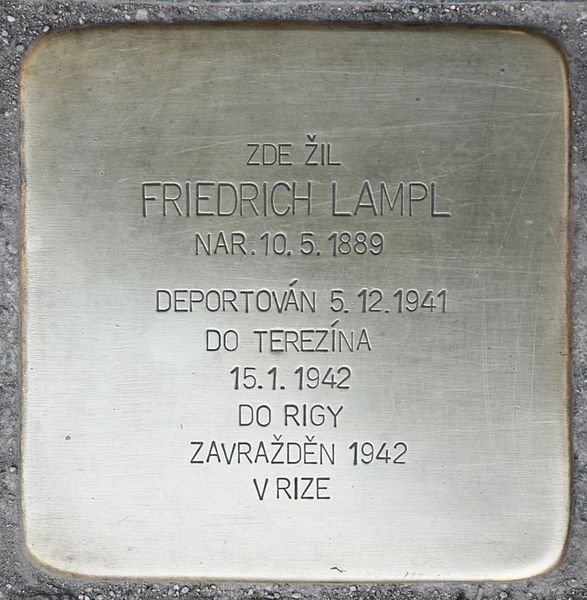 ZDE ŽIL
FRIEDRICH LAMPL
NAR. 10. 5. 1889
DEPORTOVÁN 5. 12. 1941
DO TEREZÍNA
15. 1. 1942
DO RIGY
ZAVRAŽDĚN 1942
V RIZE